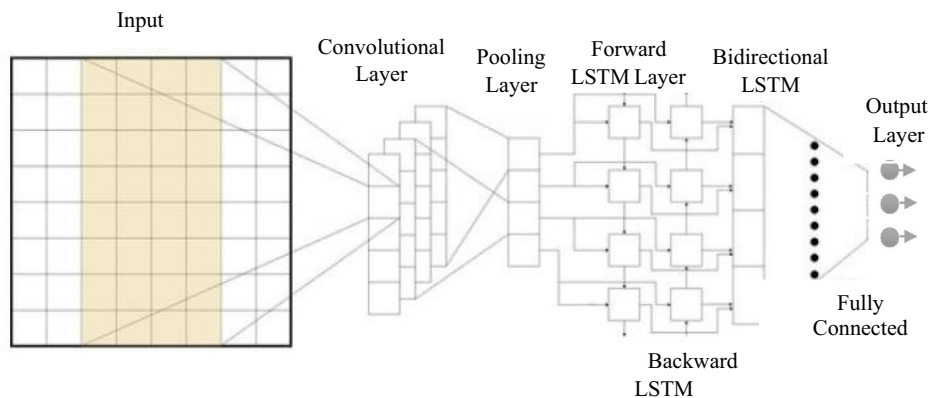 Input
Convolutional
Layer
Pooling
Layer
Forward
LSTM Layer
Bidirectional
LSTM
Output
Layer
Fully
Connected
Backward
LSTM